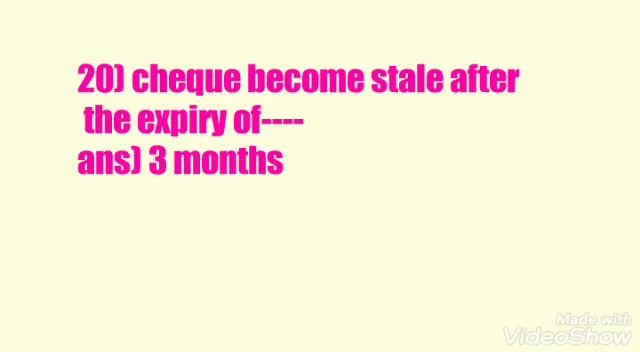 20) cheque become stale after
the expiry of----
ans) 3 months
Made with
VideoShow